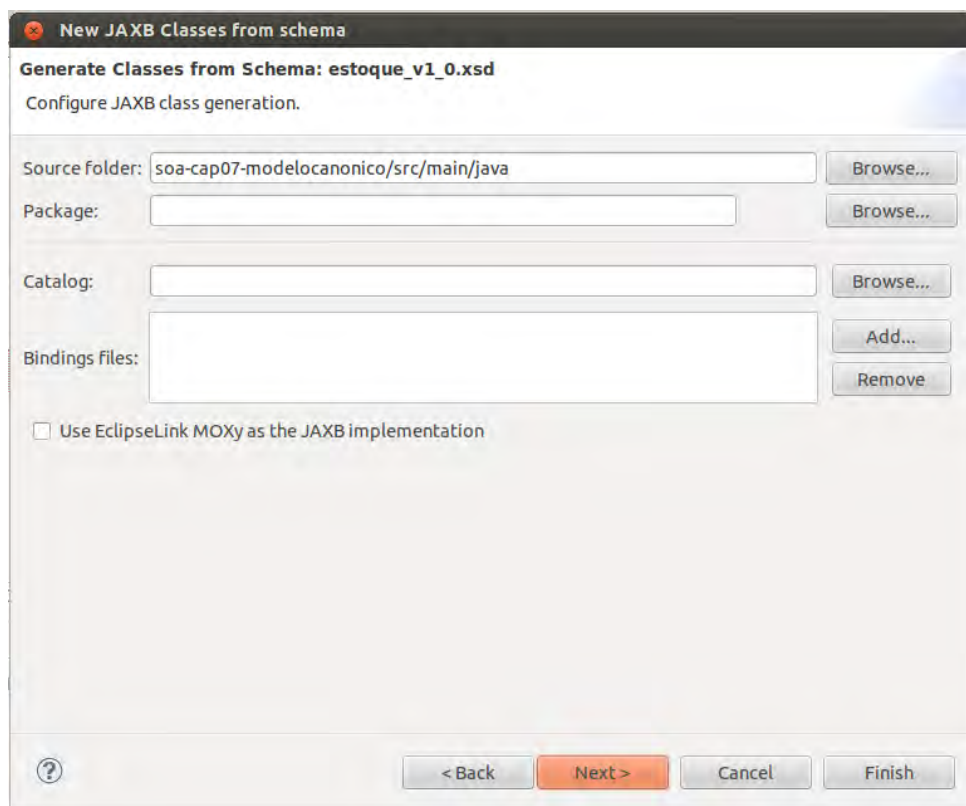 New JAXB Classes from schema
Generate Classes from Schema: estoque_v1_0.xsd
Configure JAXB class generation.
Source folder: soa-cap07-modelocanonico/src/main/java Browse...
Package: Browse...
Catalog: Browse...
Add...
Bindings files:
Remove
Use EclipseLink MOXy as the JAXB implementation
? < Back Next > Cancel Finish